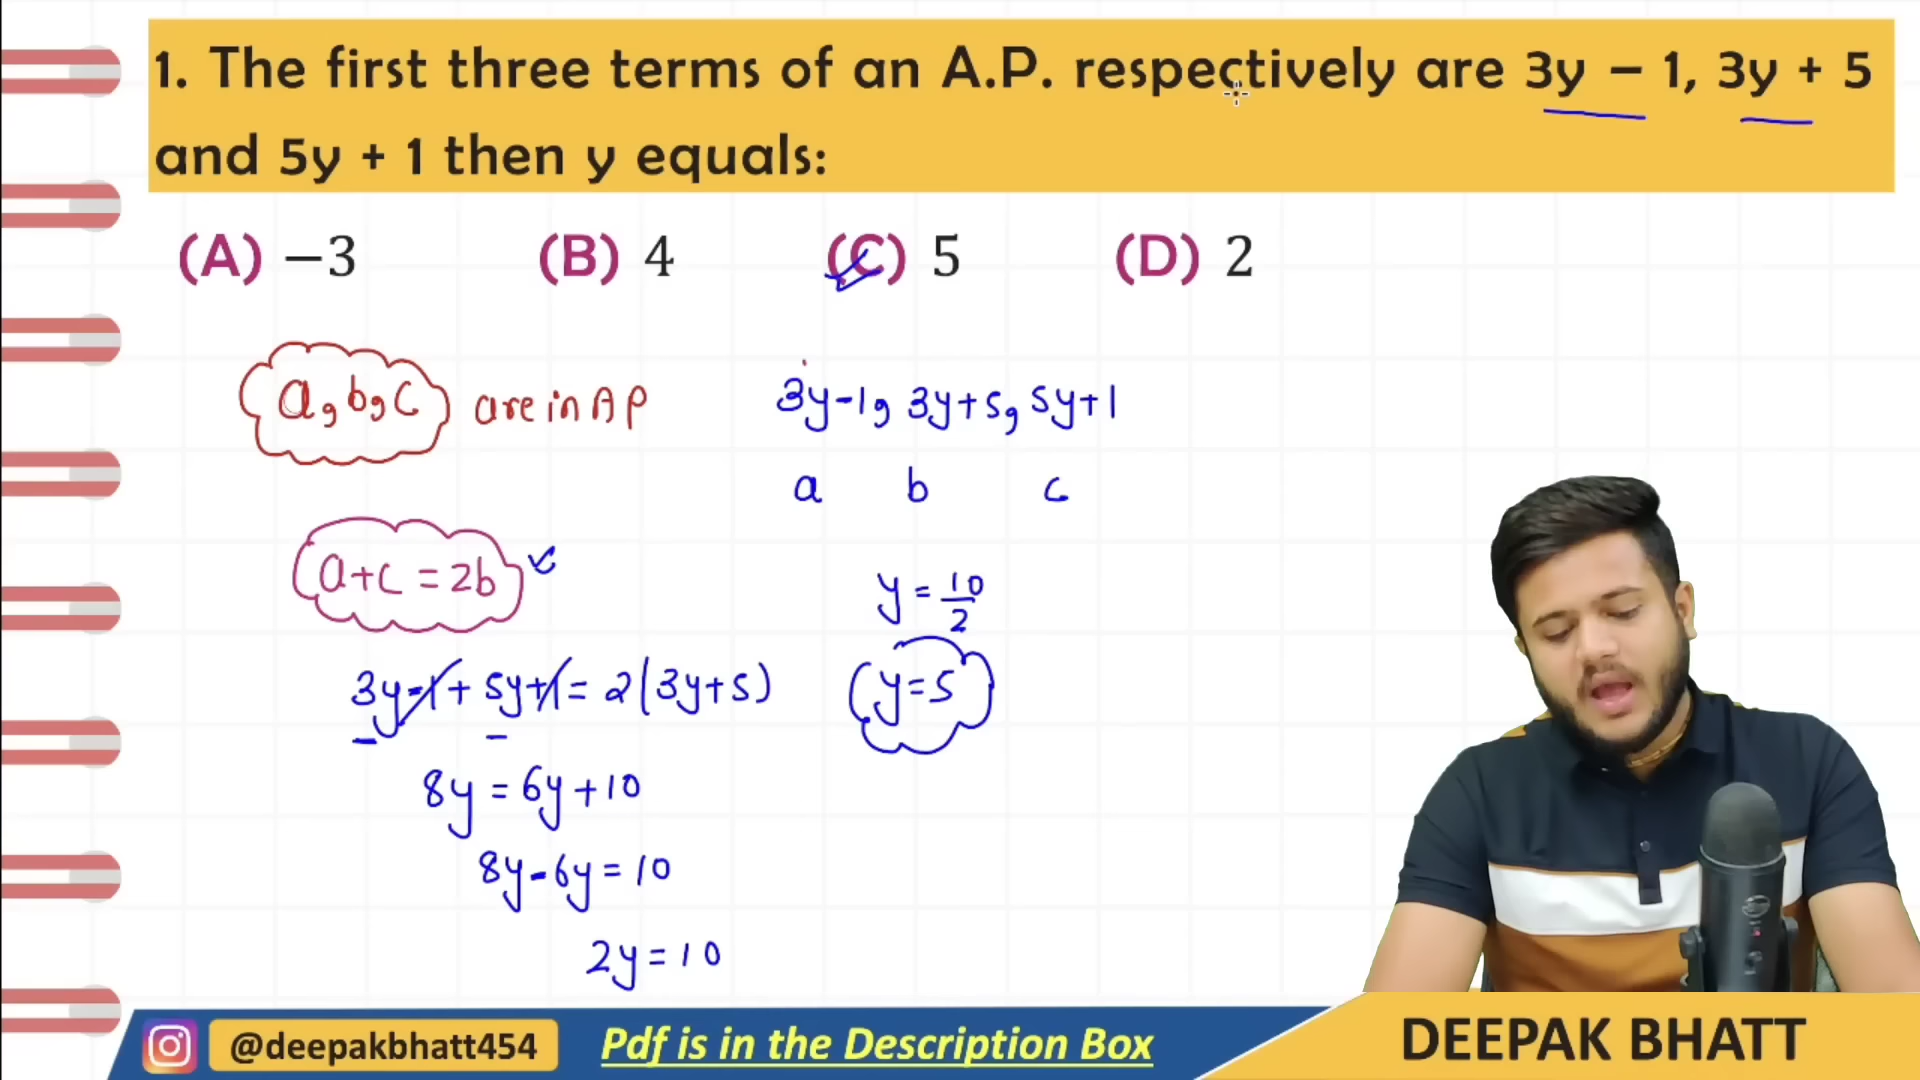 1. The first three terms of an A.P. respectively are 3y – 1, 3y + 5
and 5y + 1 then y equals:
(A) −3 (B) 4 (C) 5 (D) 2
a, b, c are in AP
3y-1, 3y+5, 5y+1
a b c
a+c = 2b
y = 10/2
3y-1 + 5y+1 = 2(3y+5)
y=5
8y = 6y+10
8y-6y = 10
2y = 10
@deepakbhatt454
Pdf is in the Description Box
DEEPAK BHATT